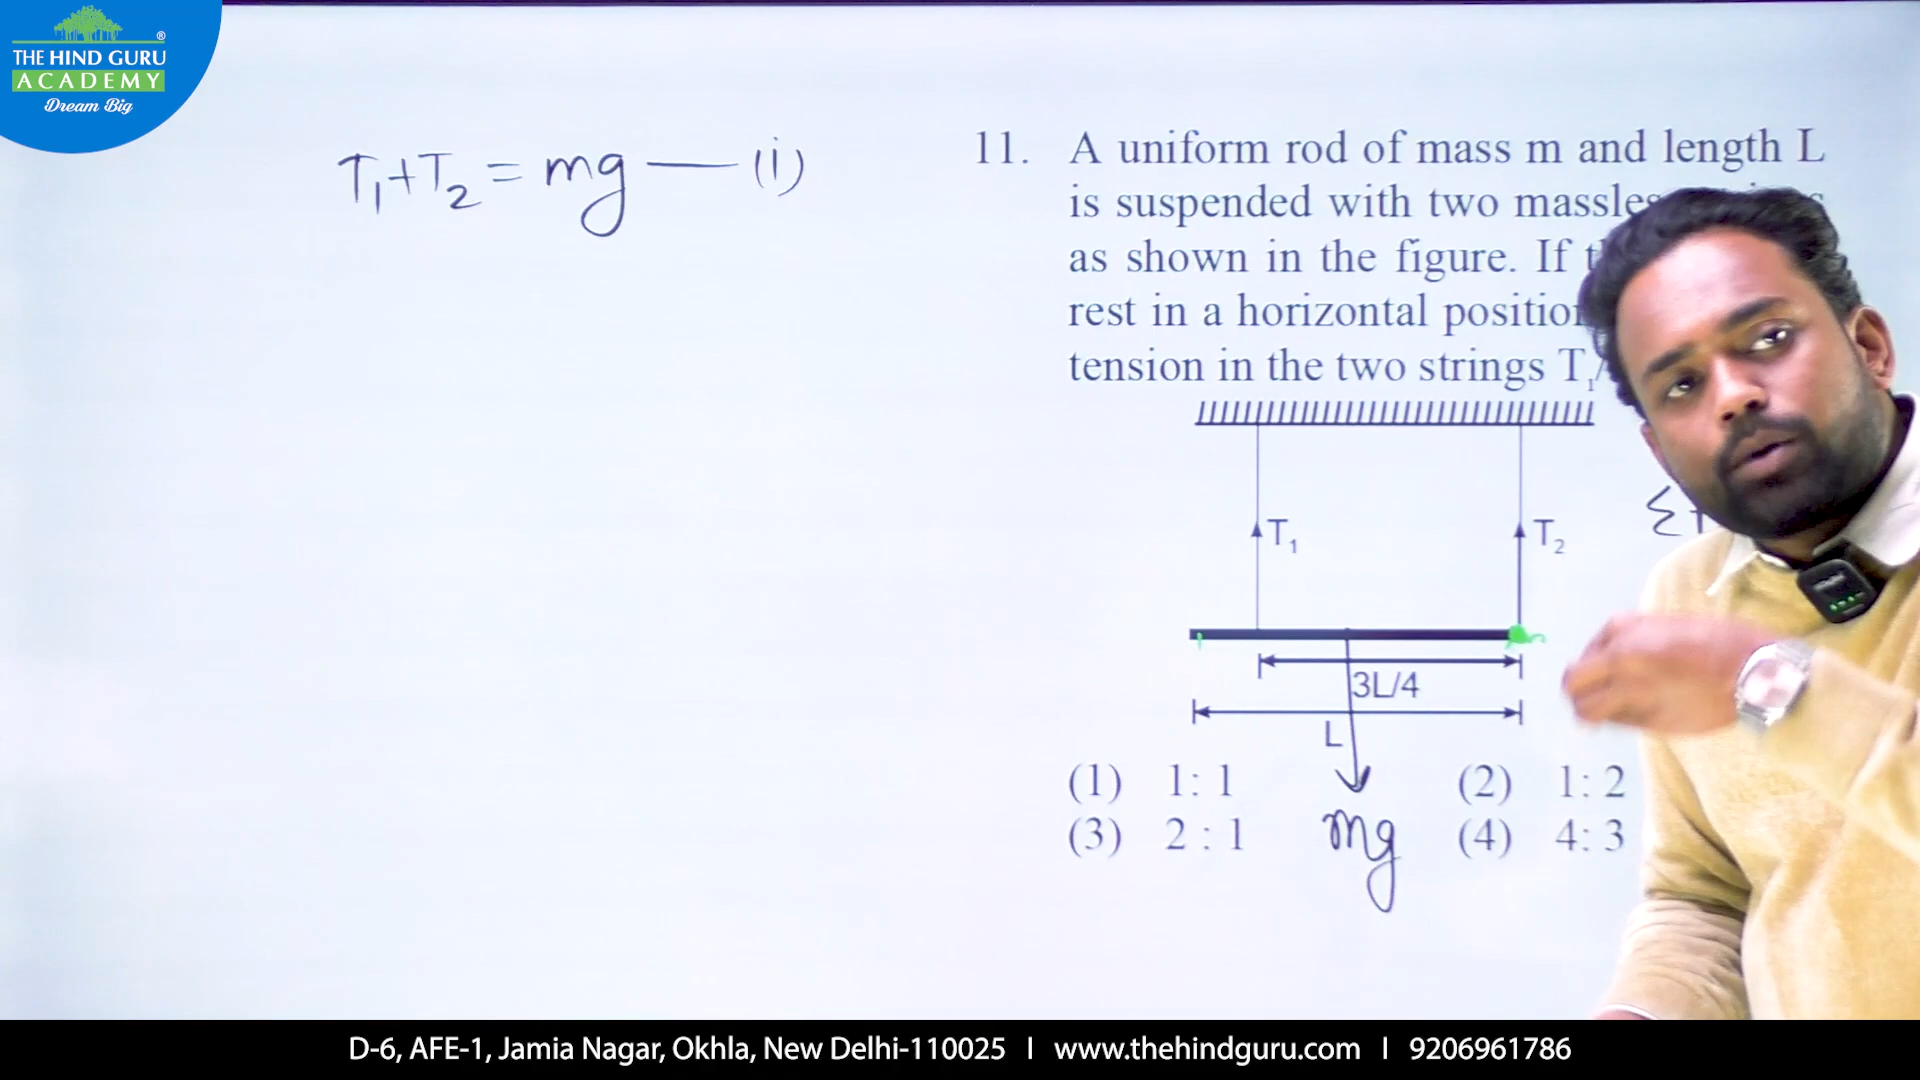 THE HIND GURU
ACADEMY
Dream Big
®
T₁+T₂ = mg — (i)
11. A uniform rod of mass m and length L
is suspended with two
as shown in the figure. If
rest in a horizontal
tension in the two strings T₁/
T₁
T₂
3L/4
L
mg
(1) 1: 1 (2) 1: 2
(3) 2 : 1 (4) 4: 3
D-6, AFE-1, Jamia Nagar, Okhla, New Delhi-110025 | www.thehindguru.com | 9206961786